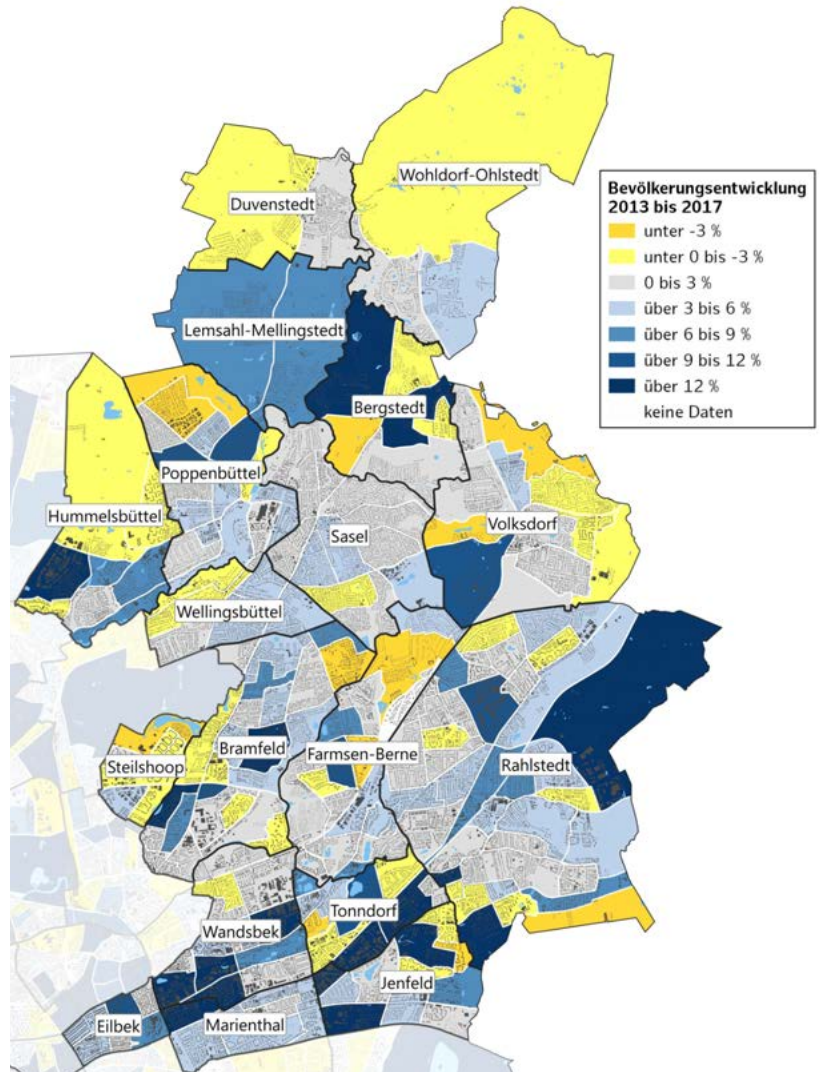 Wohldorf-Ohlstedt
Duvenstedt
Bevölkerungsentwicklung
2013 bis 2017
unter -3 %
unter 0 bis -3 %
0 bis 3 %
über 3 bis 6 %
über 6 bis 9 %
über 9 bis 12 %
über 12 %
keine Daten
Lemsahl-Mellingstedt
Bergstedt
Poppenbüttel
Hummelsbüttel
Volksdorf
Sasel
Wellingsbüttel
Bramfeld
Farmsen-Berne
Steilshoop
Rahlstedt
Tonndorf
Wandsbek
Jenfeld
Eilbek
Marienthal